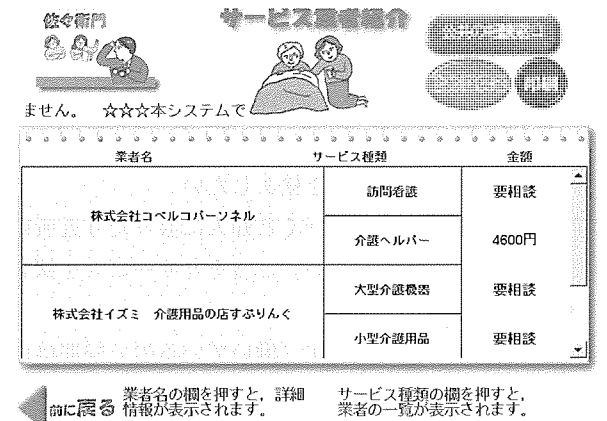 佐々衛門
サービス業者紹介
印刷
ません。 ☆☆☆本システムで
業者名 サービス種類 金額
株式会社コベルコパーソネル
訪問看護 要相談
介護ヘルパー 4600円
株式会社イズミ 介護用品の店すぷりんぐ
大型介護機器 要相談
小型介護用品 要相談
前に戻る
業者名の欄を押すと，詳細
情報が表示されます。
サービス種類の欄を押すと，
業者の一覧が表示されます。